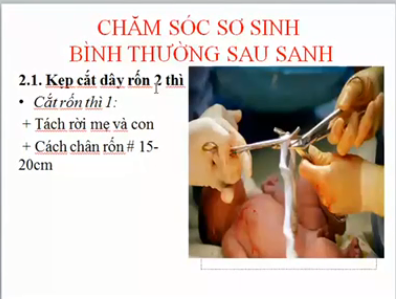 CHĂM SÓC SƠ SINH
BÌNH THƯỜNG SAU SANH
2.1. Kẹp cắt dây rốn 2 thì
• Cắt rốn thì 1:
+ Tách rời mẹ và con
+ Cách chân rốn # 15-
20cm